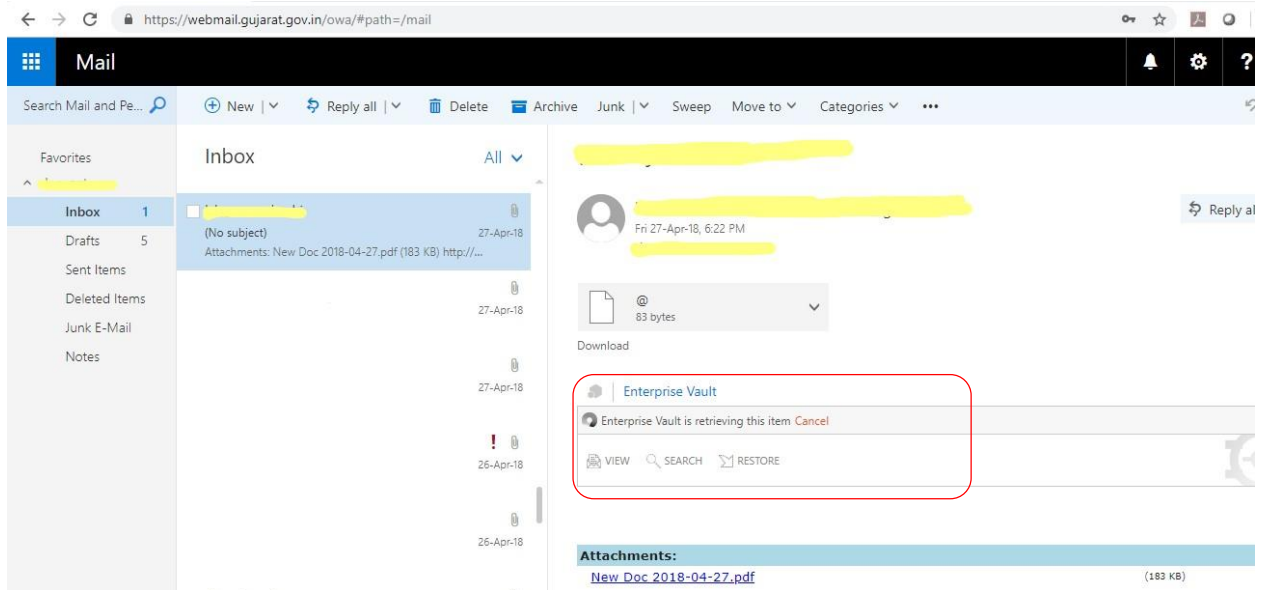 https://webmail.gujarat.gov.in/owa/#path=/mail
Mail
?
Search Mail and Pe...
New
Reply all
Delete
Archive
Junk
Sweep
Move to
Categories
•••
Favorites
Inbox 1
Drafts 5
Sent Items
Deleted Items
Junk E-Mail
Notes
Inbox
All
(No subject)
27-Apr-18
Attachments: New Doc 2018-04-27.pdf (183 KB) http://...
27-Apr-18
27-Apr-18
!
26-Apr-18
26-Apr-18
Reply al
Fri 27-Apr-18, 6:22 PM
@
83 bytes
Download
Enterprise Vault
Enterprise Vault is retrieving this item Cancel
VIEW SEARCH RESTORE
Attachments:
New Doc 2018-04-27.pdf (183 KB)